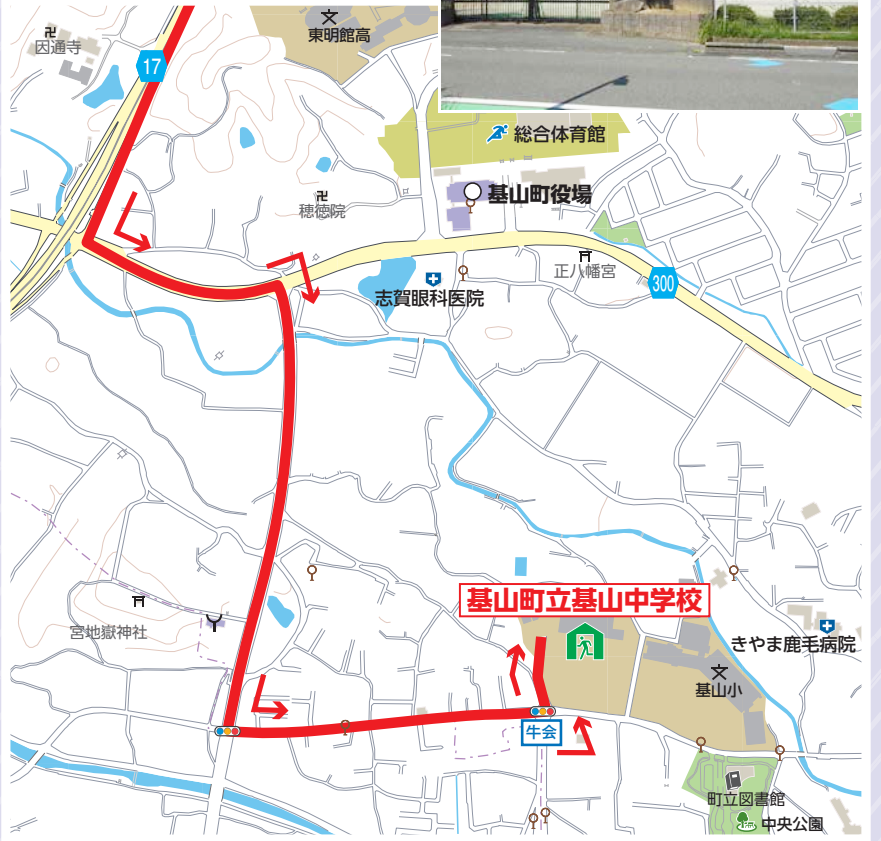 東明館高
因通寺
17
総合体育館
基山町役場
穂徳院
正八幡宮
300
志賀眼科医院
基山町立基山中学校
宮地嶽神社
きやま鹿毛病院
基山小
牛会
町立図書館
中央公園